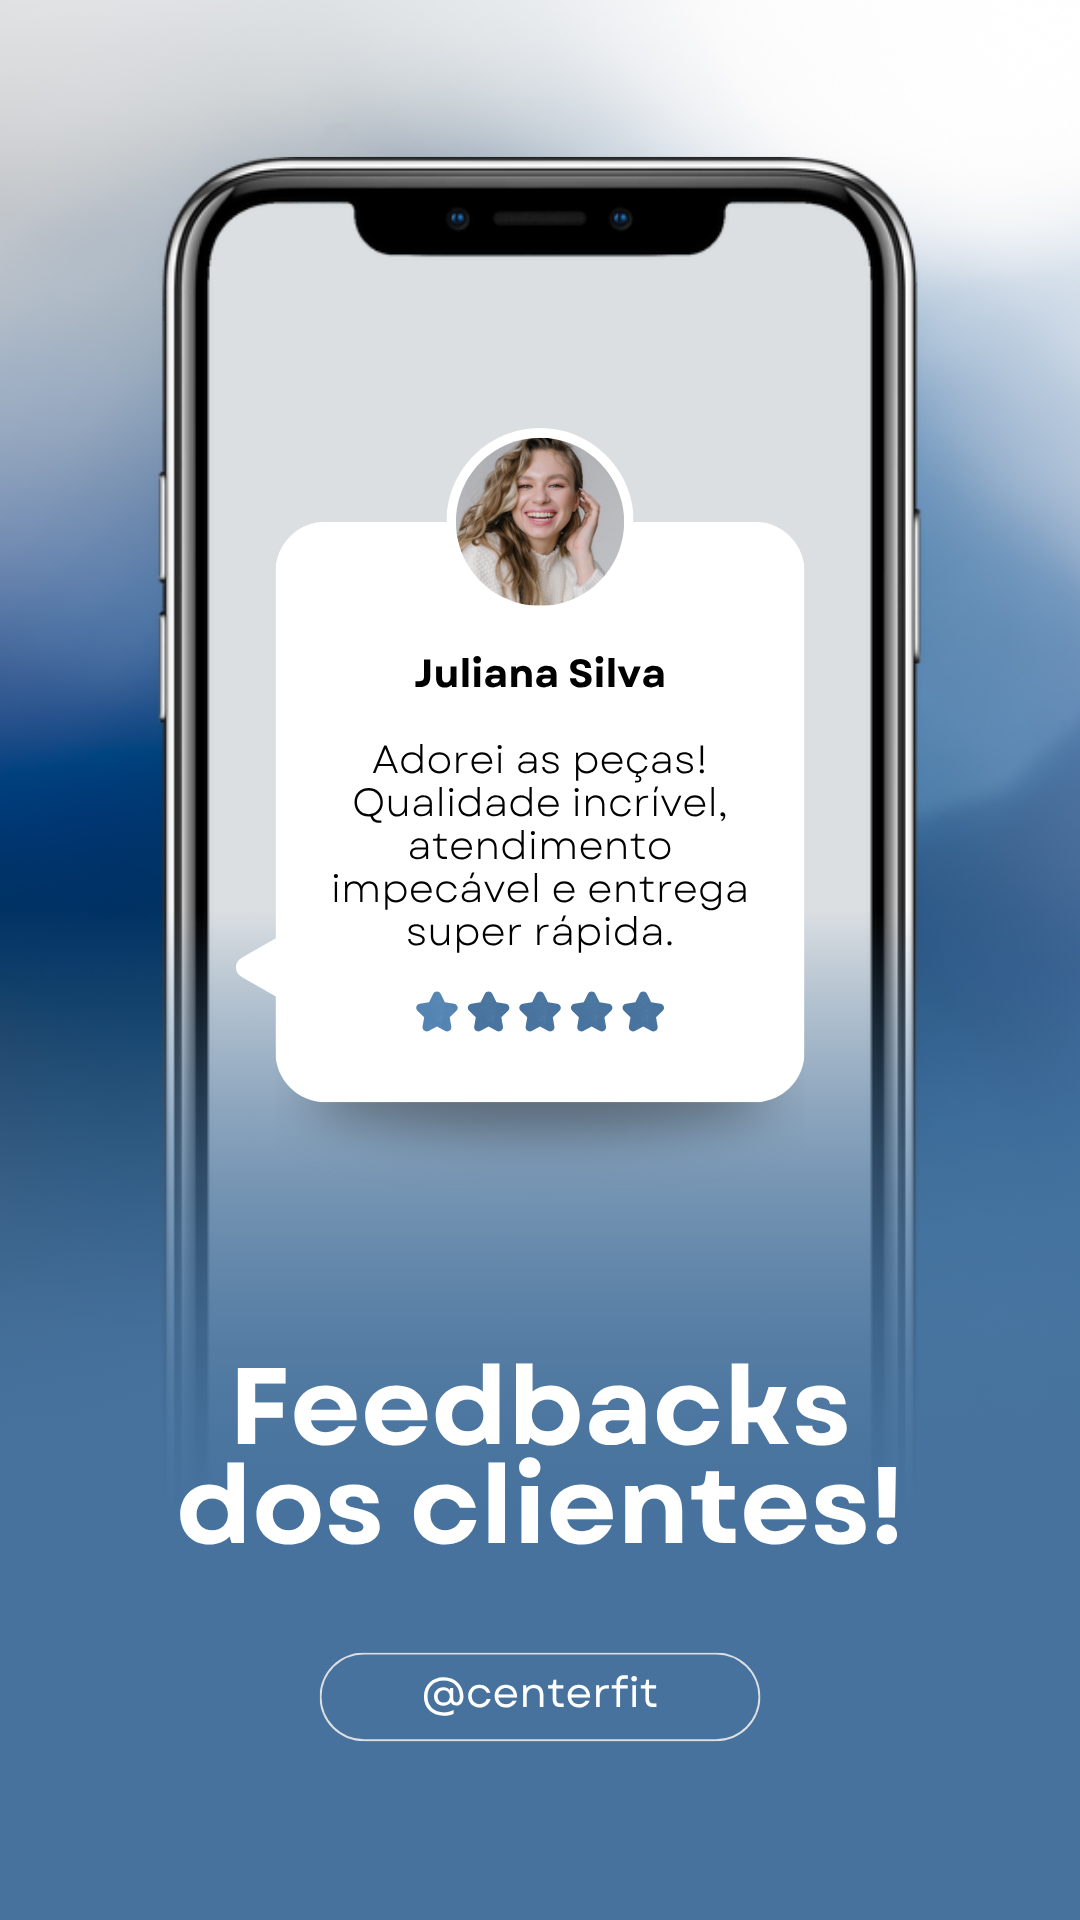 Juliana Silva
Adorei as peças!
Qualidade incrível,
atendimento
impecável e entrega
super rápida.
Feedbacks
dos clientes!
@centerfit